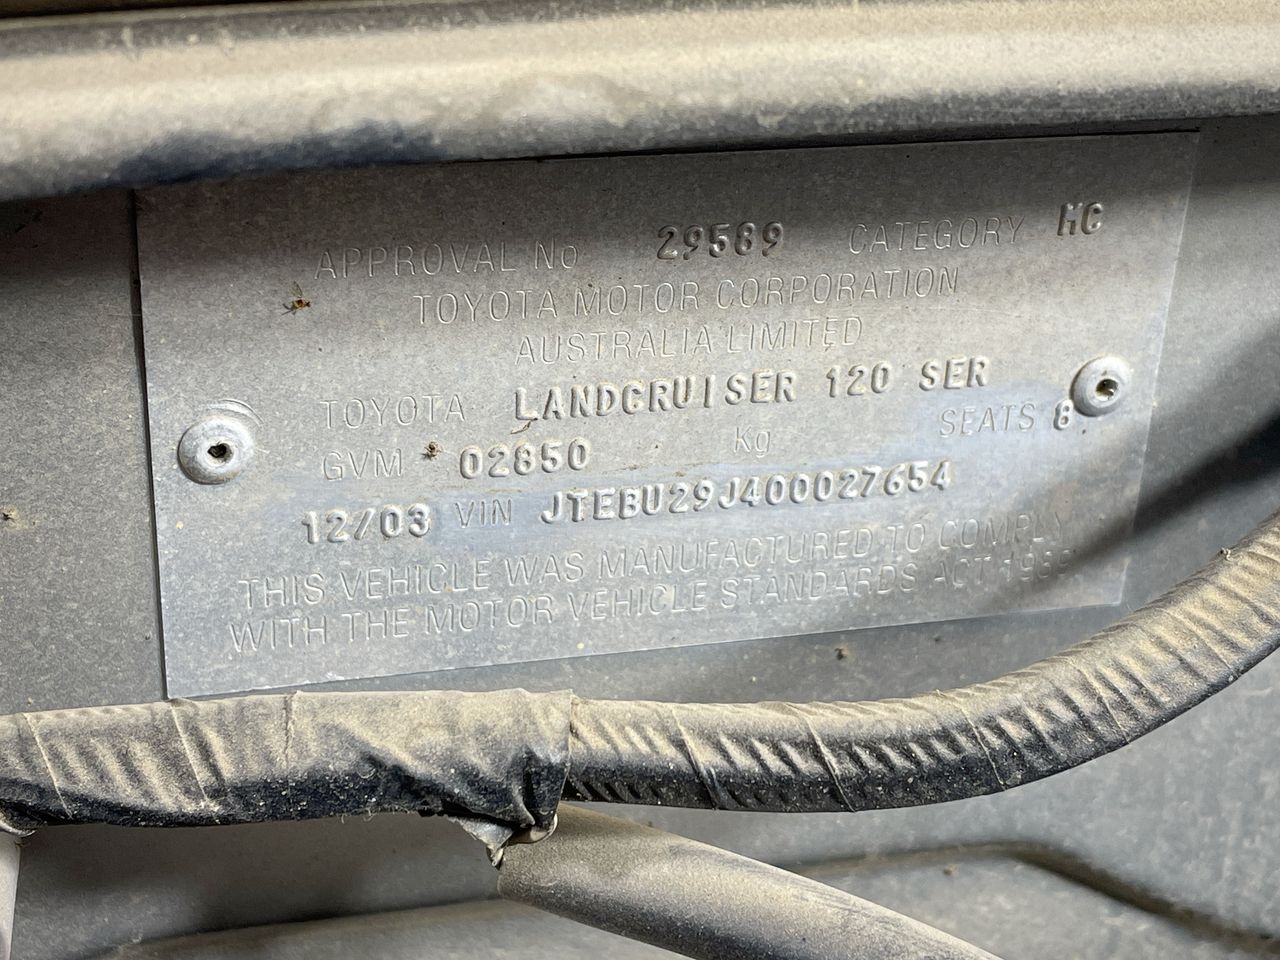 APPROVAL No 29589 CATEGORY MC
TOYOTA MOTOR CORPORATION
AUSTRALIA LIMITED
TOYOTA LANDCRUISER 120 SER
GVM 02850 Kg SEATS 8
12/03 VIN JTEBU29J400027654
THIS VEHICLE WAS MANUFACTURED TO COMPLY
WITH THE MOTOR VEHICLE STANDARDS ACT